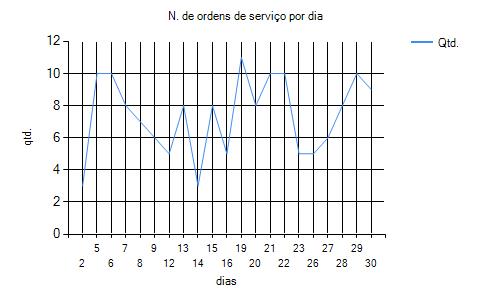 N. de ordens de serviço por dia
Qtd.
12
10
8
6
4
2
0
qtd.
5 7 9 13 15 19 21 23 27 29
2 6 8 12 14 16 20 22 26 28 30
dias